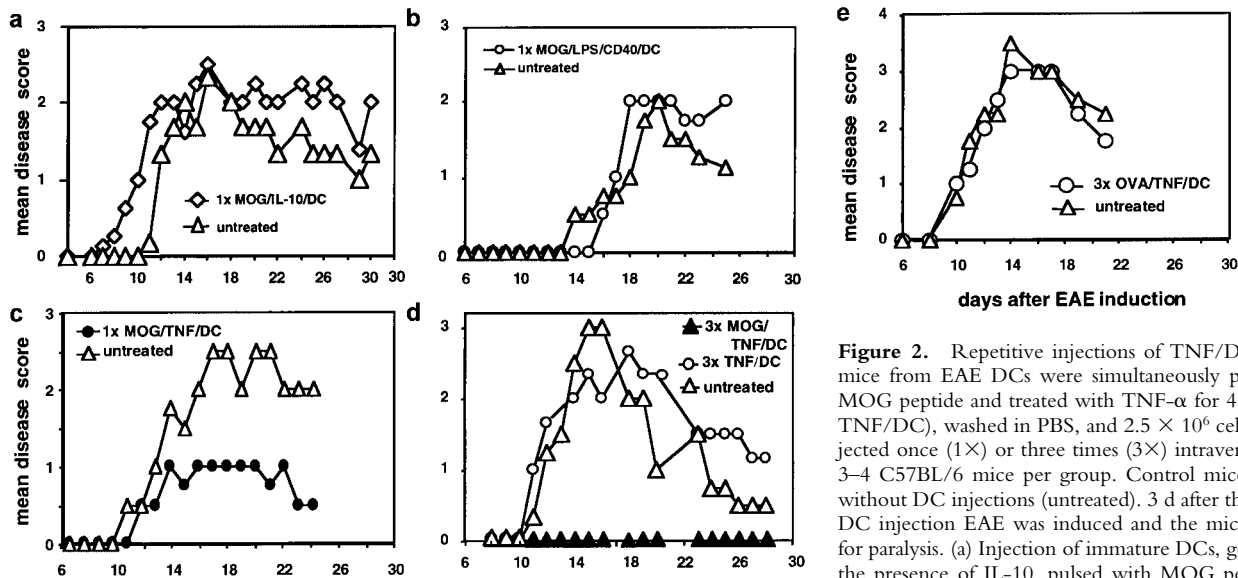 a
3
2
1
0
mean disease score
1x MOG/IL-10/DC
untreated
6 10 14 18 22 26 30
b
3
2
1
0
1x MOG/LPS/CD40/DC
untreated
6 10 14 18 22 26 30
e
4
3
2
1
0
mean disease score
3x OVA/TNF/DC
untreated
6 10 14 18 22 26 30
days after EAE induction
c
3
2
1
0
mean disease score
1x MOG/TNF/DC
untreated
6 10 14 18 22 26 30
d
3
2
1
0
3x MOG/
TNF/DC
3x TNF/DC
untreated
6 10 14 18 22 26 30
Figure 2. Repetitive injections of TNF/D
mice from EAE DCs were simultaneously p
MOG peptide and treated with TNF-α for 4
TNF/DC), washed in PBS, and 2.5 × 10⁶ cel
jected once (1×) or three times (3×) intraver
3–4 C57BL/6 mice per group. Control mice
without DC injections (untreated). 3 d after th
DC injection EAE was induced and the mic
for paralysis. (a) Injection of immature DCs, g
the presence of IL-10, pulsed with MOG pe